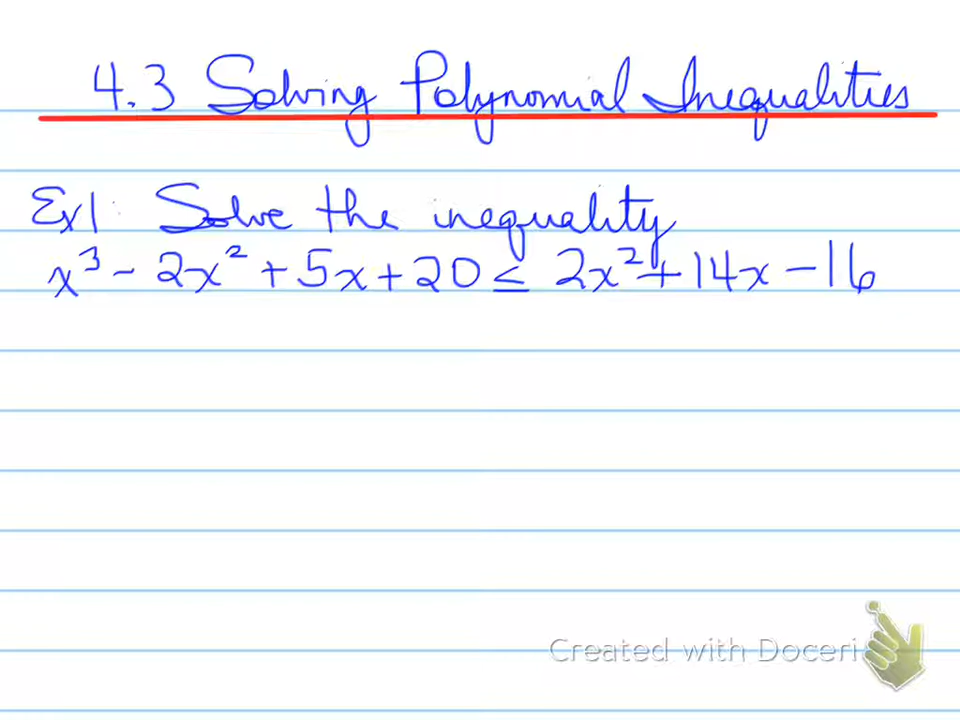 4.3 Solving Polynomial Inequalities
Ex1: Solve the inequality
x³ - 2x² + 5x + 20 ≤ 2x² + 14x - 16
Created with Doceri